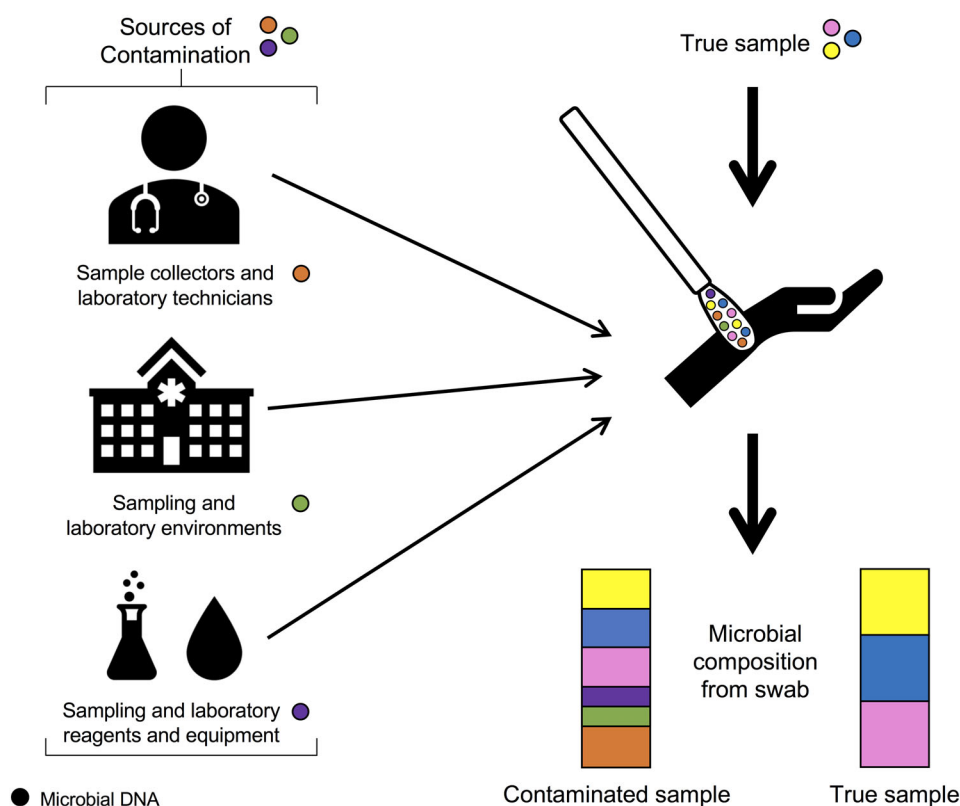 Sources of
Contamination
True sample
Sample collectors and
laboratory technicians
Sampling and
laboratory environments
Sampling and laboratory
reagents and equipment
Microbial DNA
Microbial
composition
from swab
Contaminated sample
True sample